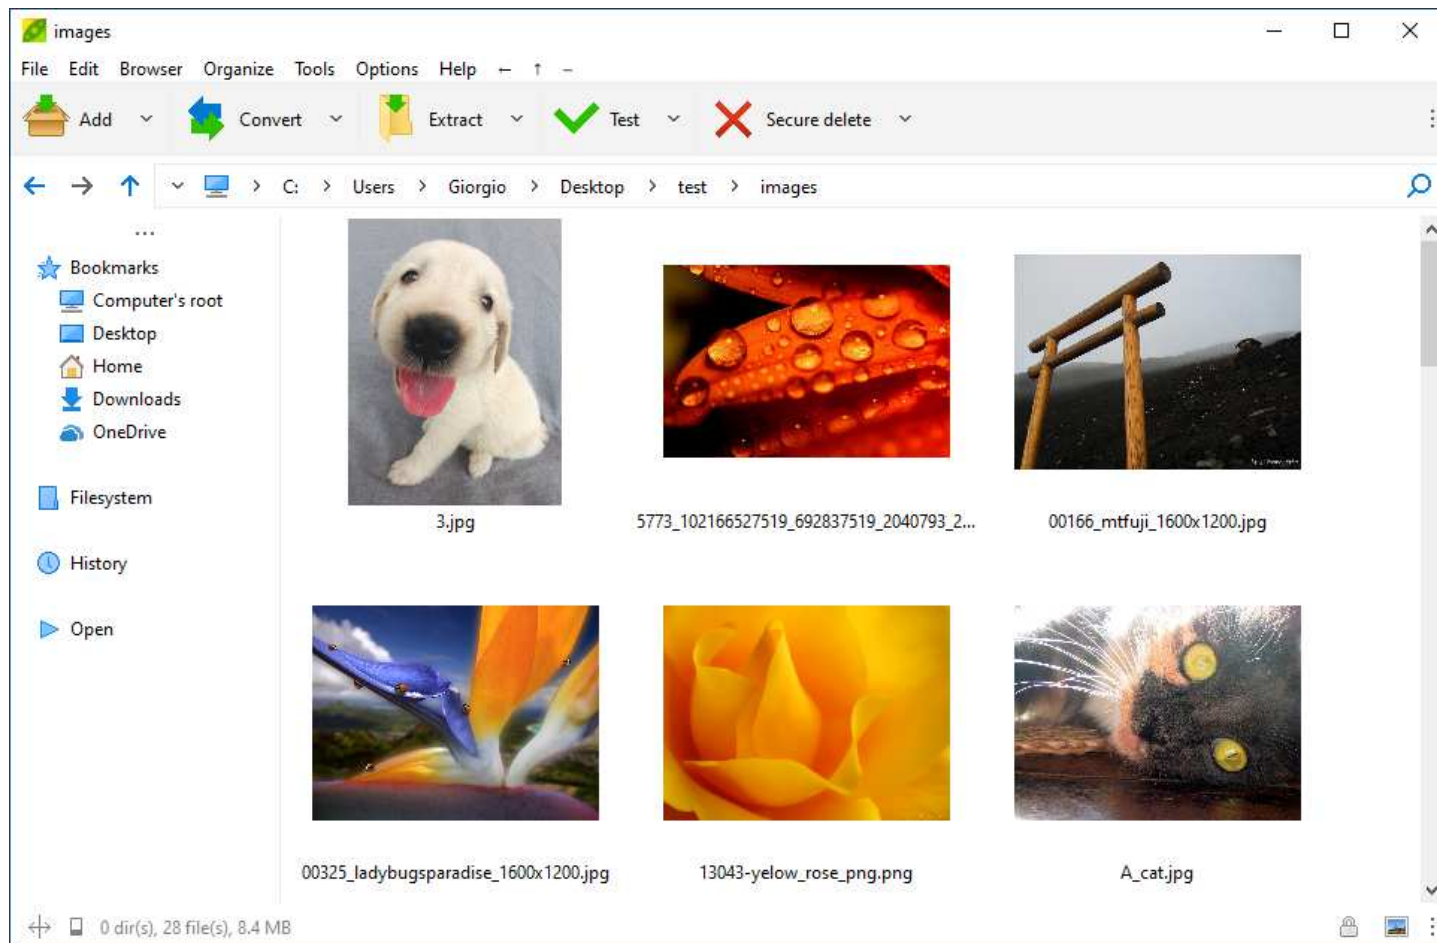 images
File Edit Browser Organize Tools Options Help
Add Convert Extract Test Secure delete
C: > Users > Giorgio > Desktop > test > images
...
Bookmarks
Computer's root
Desktop
Home
Downloads
OneDrive
Filesystem
History
Open
3.jpg 5773_102166527519_692837519_2040793_2... 00166_mtfuji_1600x1200.jpg
00325_ladybugsparadise_1600x1200.jpg 13043-yelow_rose_png.png A_cat.jpg
0 dir(s), 28 file(s), 8.4 MB